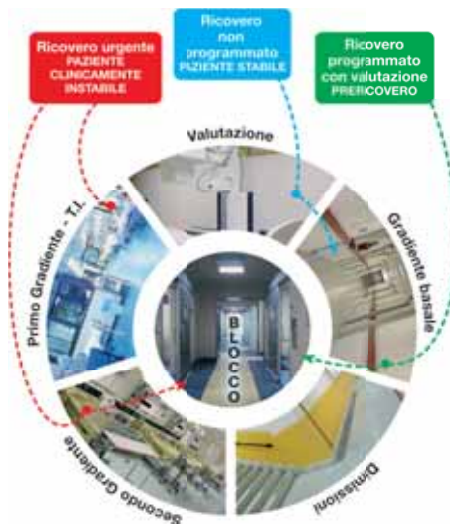 Ricovero urgente
PAZIENTE
CLINICAMENTE
INSTABILE
Ricovero
non
programmato
PIZIENTE STABILE
Ricovero
programmato
con valutazione
PRERICOVERO
Valutazione
Primo Gradiente - T.I.
Gradiente basale
BLOCCO
Secondo Gradiente
Dimissioni